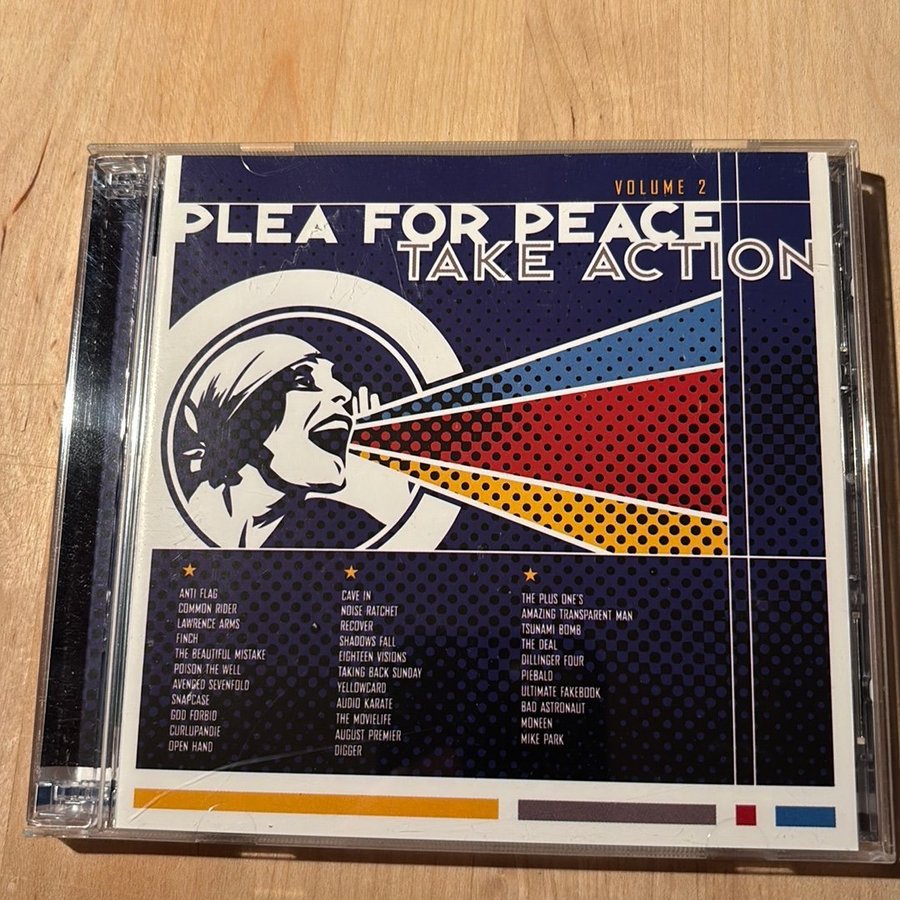 VOLUME 2
PLEA FOR PEACE
TAKE ACTION
ANTI FLAG
COMMON RIDER
LAWRENCE ARMS
FINCH
THE BEAUTIFUL MISTAKE
POISON THE WELL
AVENGED SEVENFOLD
SNAPCASE
GOD FORBID
CURLUPANDIE
OPEN HAND
CAVE IN
NOISE RATCHET
RECOVER
SHADOWS FALL
EIGHTEEN VISIONS
TAKING BACK SUNDAY
YELLOWCARD
AUDIO KARATE
THE MOVIELIFE
AUGUST PREMIER
DIGGER
THE PLUS ONE'S
AMAZING TRANSPARENT MAN
TSUNAMI BOMB
THE DEAL
DILLINGER FOUR
PIEBALD
ULTIMATE FAKEBOOK
BAD ASTRONAUT
MONEEN
MIKE PARK